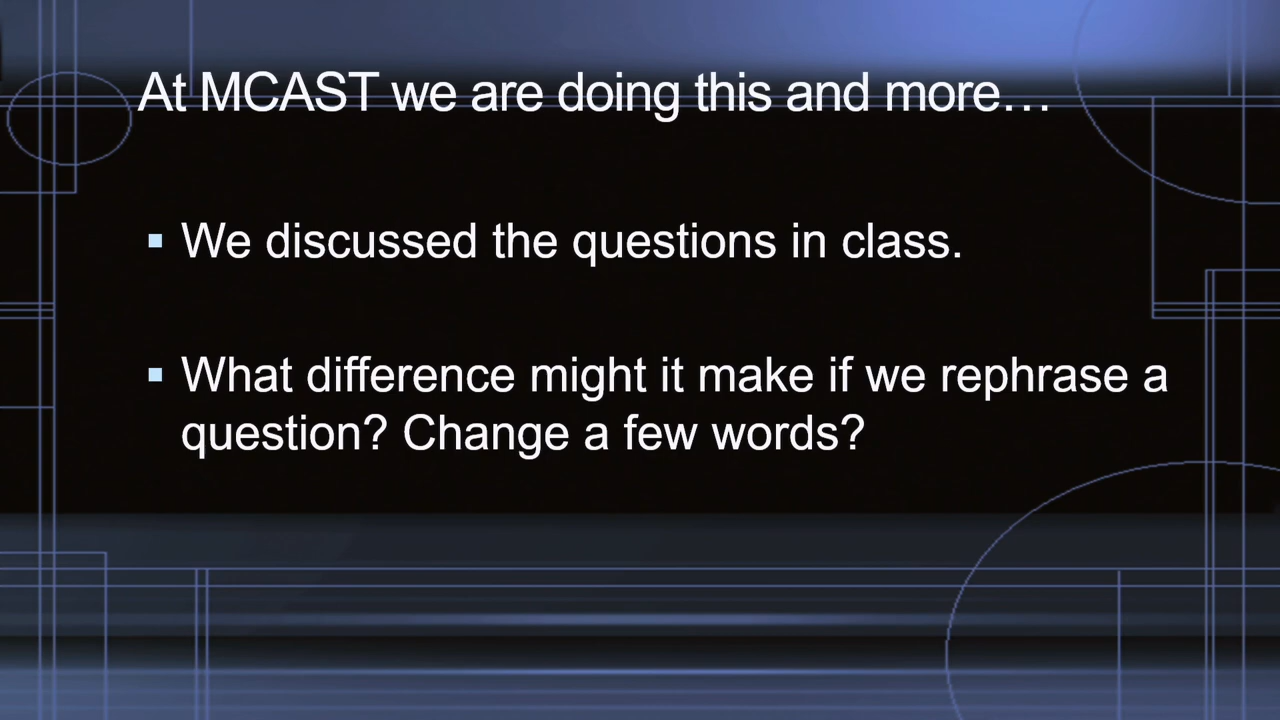 At MCAST we are doing this and more…
We discussed the questions in class.
What difference might it make if we rephrase a
question? Change a few words?